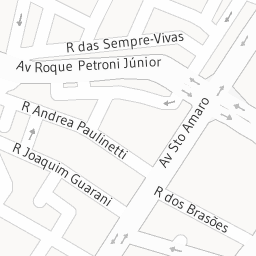 R das Sempre-Vivas
Av Roque Petroni Júnior
R Andrea Paulinetti
Av Sto Amaro
R Joaquim Guarani
R dos Brasões